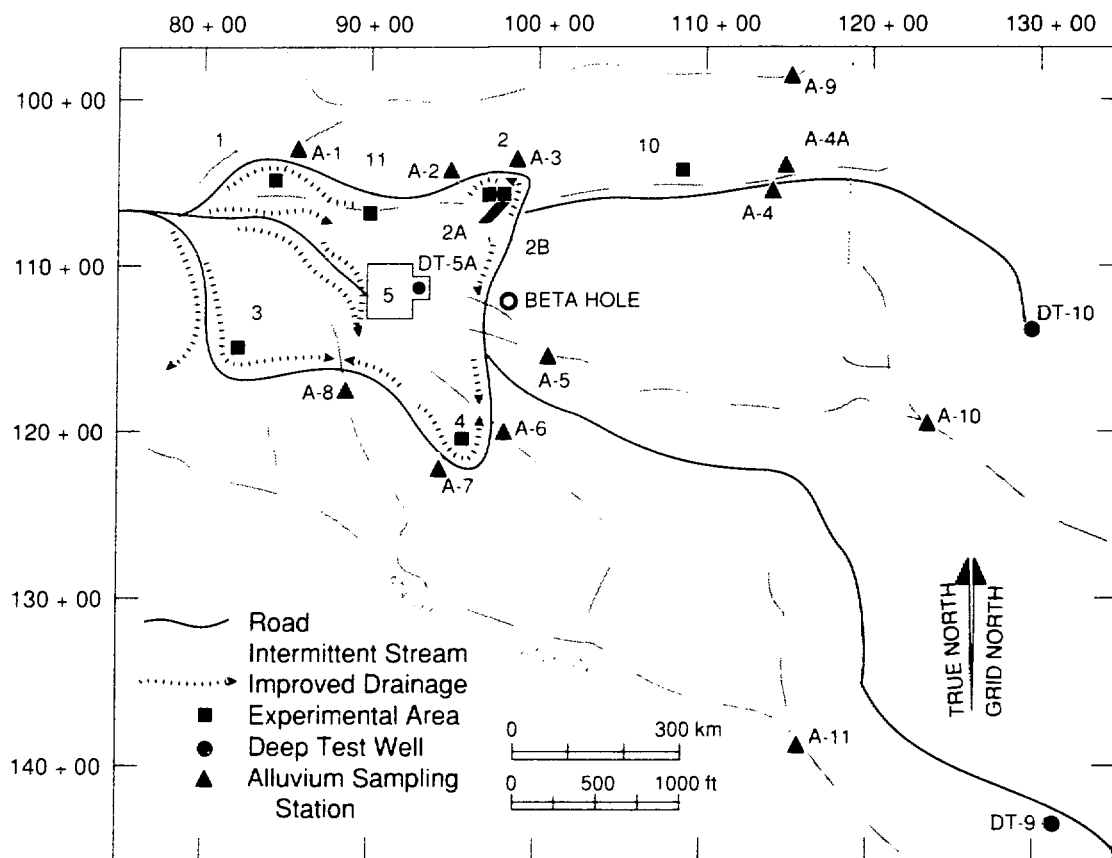 80 + 00 90 + 00 100 + 00 110 + 00 120 + 00 130 + 00
100 + 00
A-9
1 A-1 11 A-2 2 A-3 10 A-4A
A-4
2A 2B
110 + 00
DT-5A
3 5 BETA HOLE DT-10
A-8 A-5
A-10
120 + 00
4 A-6
A-7
130 + 00
Road
Intermittent Stream
Improved Drainage
Experimental Area
Deep Test Well
Alluvium Sampling
Station
0 300 km
0 500 1000 ft
TRUE NORTH
GRID NORTH
A-11
140 + 00
DT-9